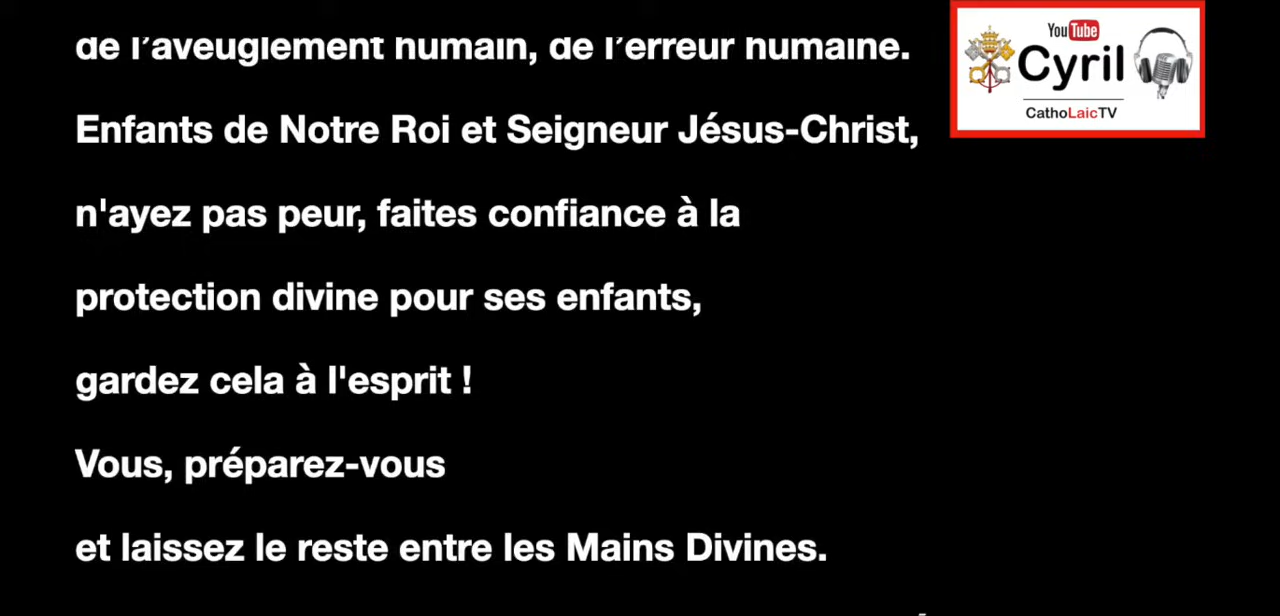 de l'aveuglement humain, de l'erreur humaine.
Enfants de Notre Roi et Seigneur Jésus-Christ,
n'ayez pas peur, faites confiance à la
protection divine pour ses enfants,
gardez cela à l'esprit !
Vous, préparez-vous
et laissez le reste entre les Mains Divines.
YouTube
Cyril
CathoLaicTV